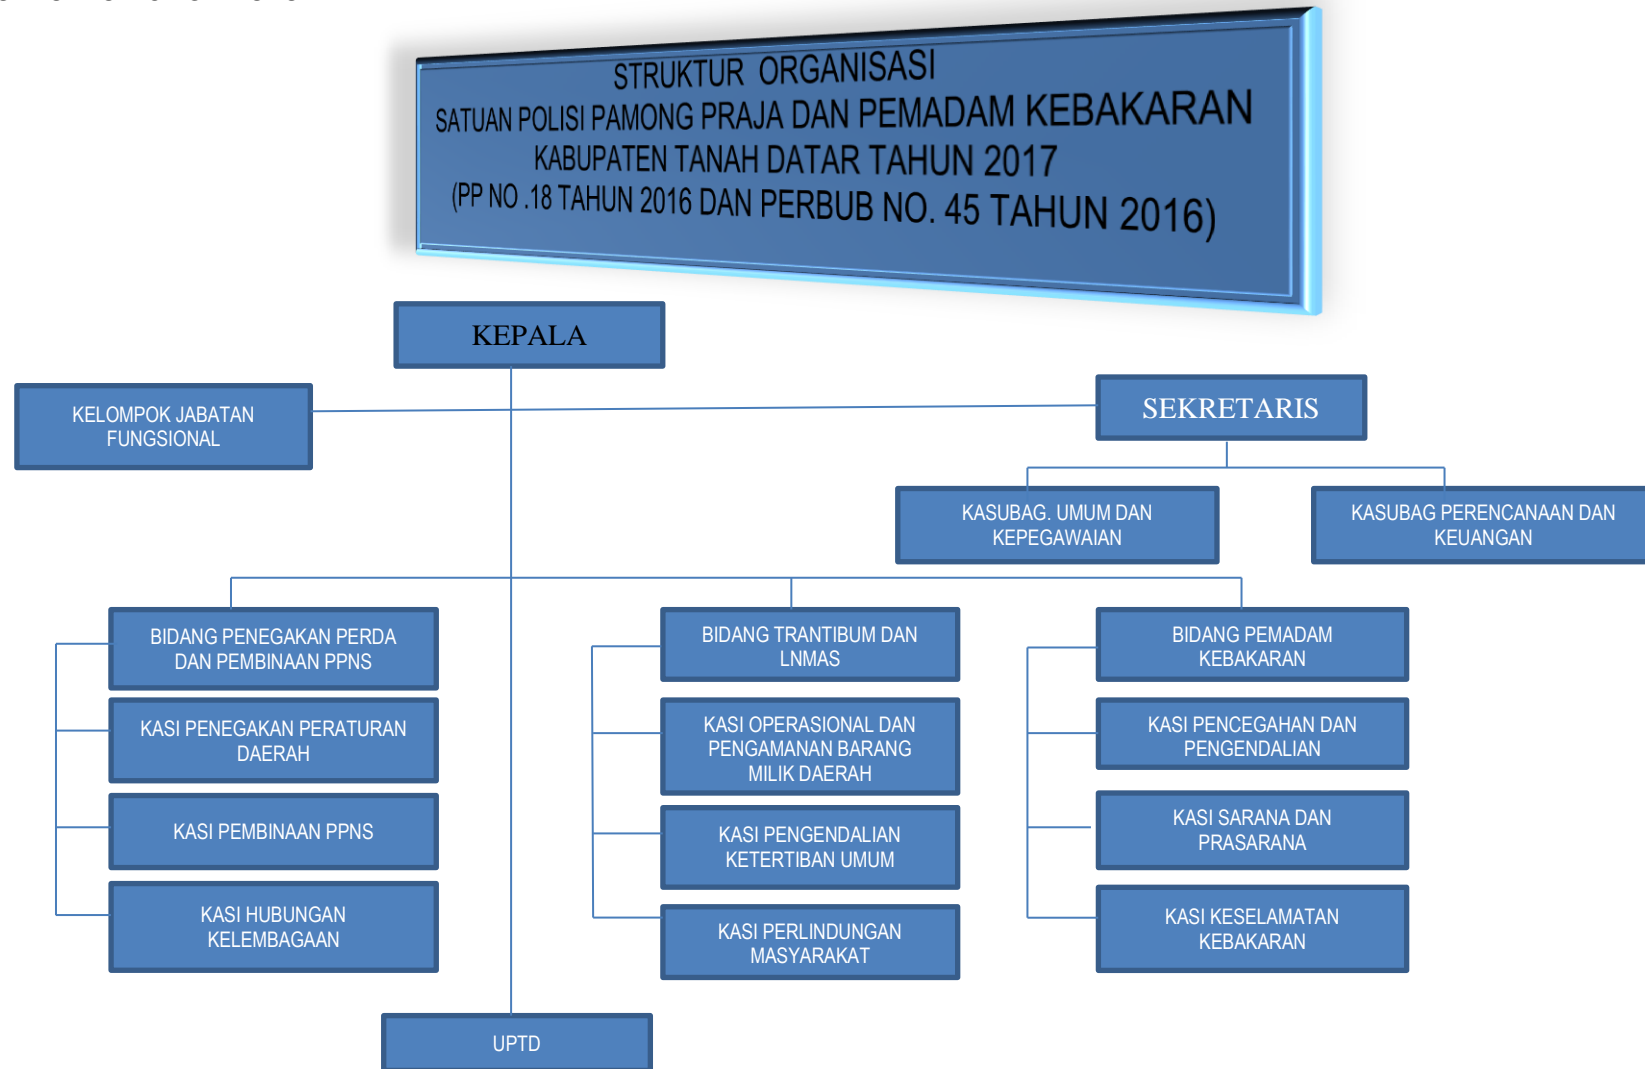 STRUKTUR ORGANISASI
SATUAN POLISI PAMONG PRAJA DAN PEMADAM KEBAKARAN
KABUPATEN TANAH DATAR TAHUN 2017
(PP NO .18 TAHUN 2016 DAN PERBUB NO. 45 TAHUN 2016)
KEPALA
KELOMPOK JABATAN
FUNGSIONAL
SEKRETARIS
KASUBAG. UMUM DAN
KEPEGAWAIAN
KASUBAG PERENCANAAN DAN
KEUANGAN
BIDANG PENEGAKAN PERDA
DAN PEMBINAAN PPNS
KASI PENEGAKAN PERATURAN
DAERAH
KASI PEMBINAAN PPNS
KASI HUBUNGAN
KELEMBAGAAN
BIDANG TRANTIBUM DAN
LNMAS
KASI OPERASIONAL DAN
PENGAMANAN BARANG
MILIK DAERAH
KASI PENGENDALIAN
KETERTIBAN UMUM
KASI PERLINDUNGAN
MASYARAKAT
BIDANG PEMADAM
KEBAKARAN
KASI PENCEGAHAN DAN
PENGENDALIAN
KASI SARANA DAN
PRASARANA
KASI KESELAMATAN
KEBAKARAN
UPTD